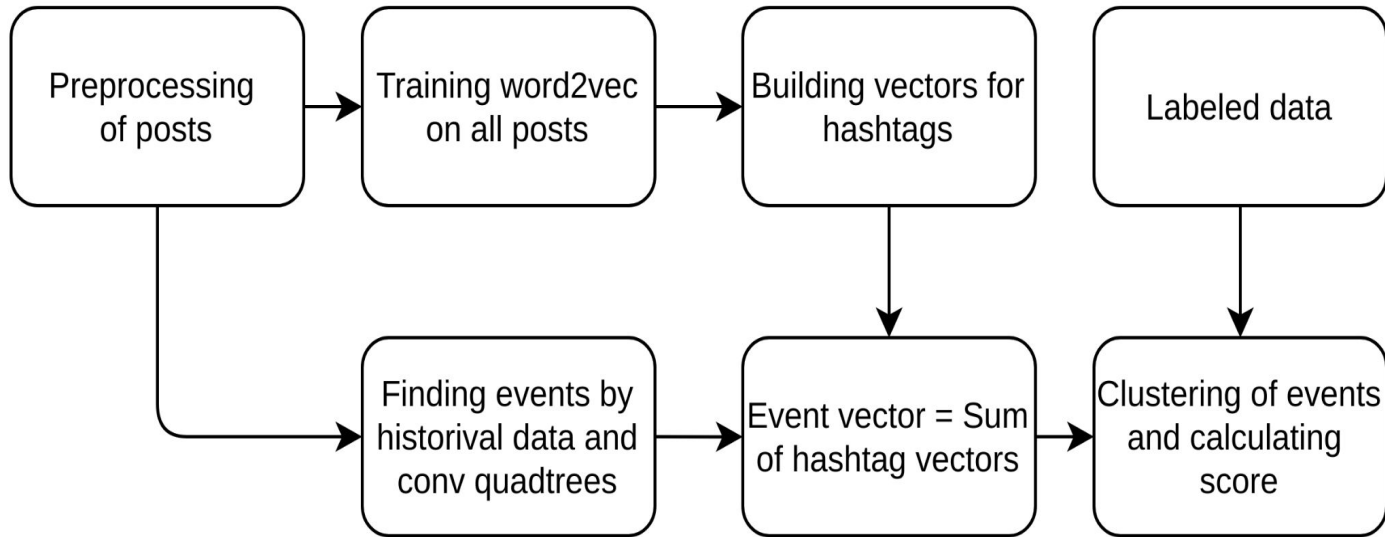 Preprocessing
of posts
Training word2vec
on all posts
Building vectors for
hashtags
Labeled data
Finding events by
historival data and
conv quadtrees
Event vector = Sum
of hashtag vectors
Clustering of events
and calculating
score